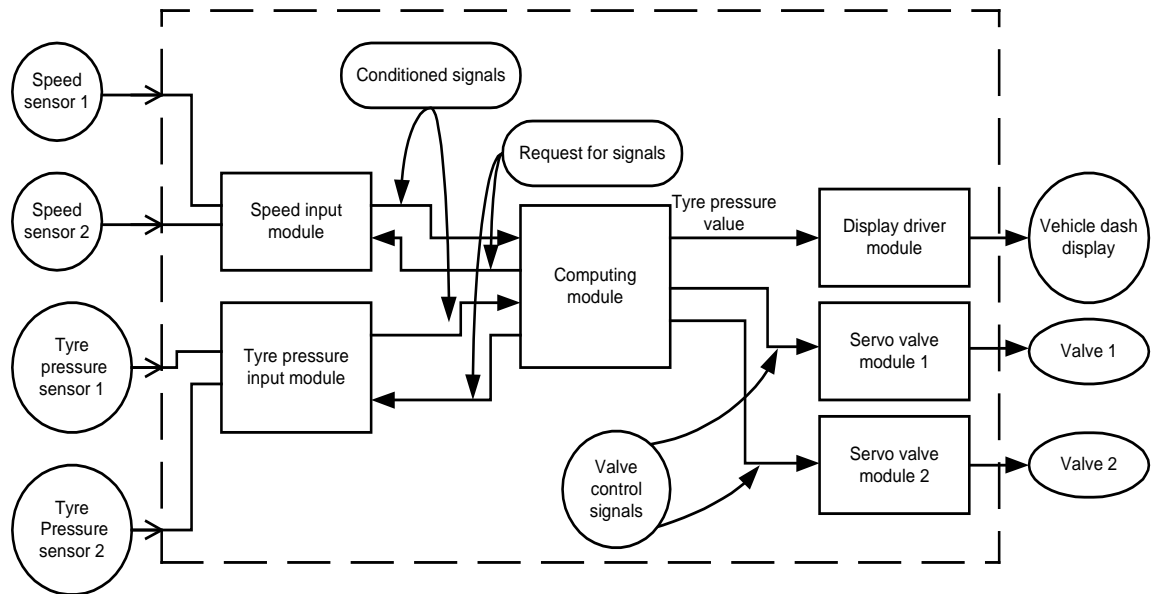 Speed
sensor 1
Conditioned signals
Request for signals
Speed
sensor 2
Speed input
module
Tyre pressure
value
Display driver
module
Vehicle dash
display
Computing
module
Tyre
pressure
sensor 1
Tyre pressure
input module
Servo valve
module 1
Valve 1
Tyre
Pressure
sensor 2
Valve
control
signals
Servo valve
module 2
Valve 2